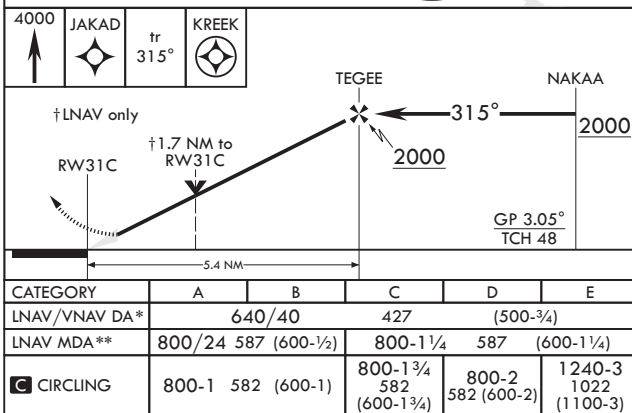 4000 JAKAD tr 315° KREEK
TEGEE NAKAA
†LNAV only
315°
2000
†1.7 NM to
RW31C
RW31C
2000
GP 3.05°
TCH 48
5.4 NM
CATEGORY A B C D E
LNAV/VNAV DA* 640/40 427 (500-¾)
LNAV MDA** 800/24 587 (600-½) 800-1¼ 587 (600-1¼)
C CIRCLING 800-1 582 (600-1) 800-1¾ 582 (600-1¾) 800-2 582 (600-2) 1240-3 1022 (1100-3)